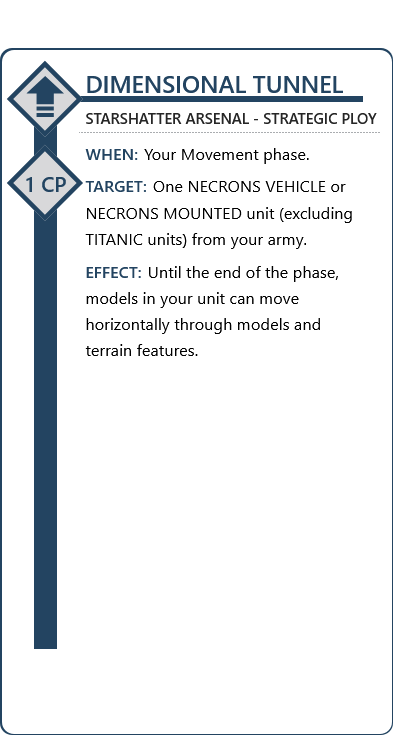 DIMENSIONAL TUNNEL
STARSHATTER ARSENAL - STRATEGIC PLOY
WHEN: Your Movement phase.
1 CP
TARGET: One NECRONS VEHICLE or
NECRONS MOUNTED unit (excluding
TITANIC units) from your army.
EFFECT: Until the end of the phase,
models in your unit can move
horizontally through models and
terrain features.